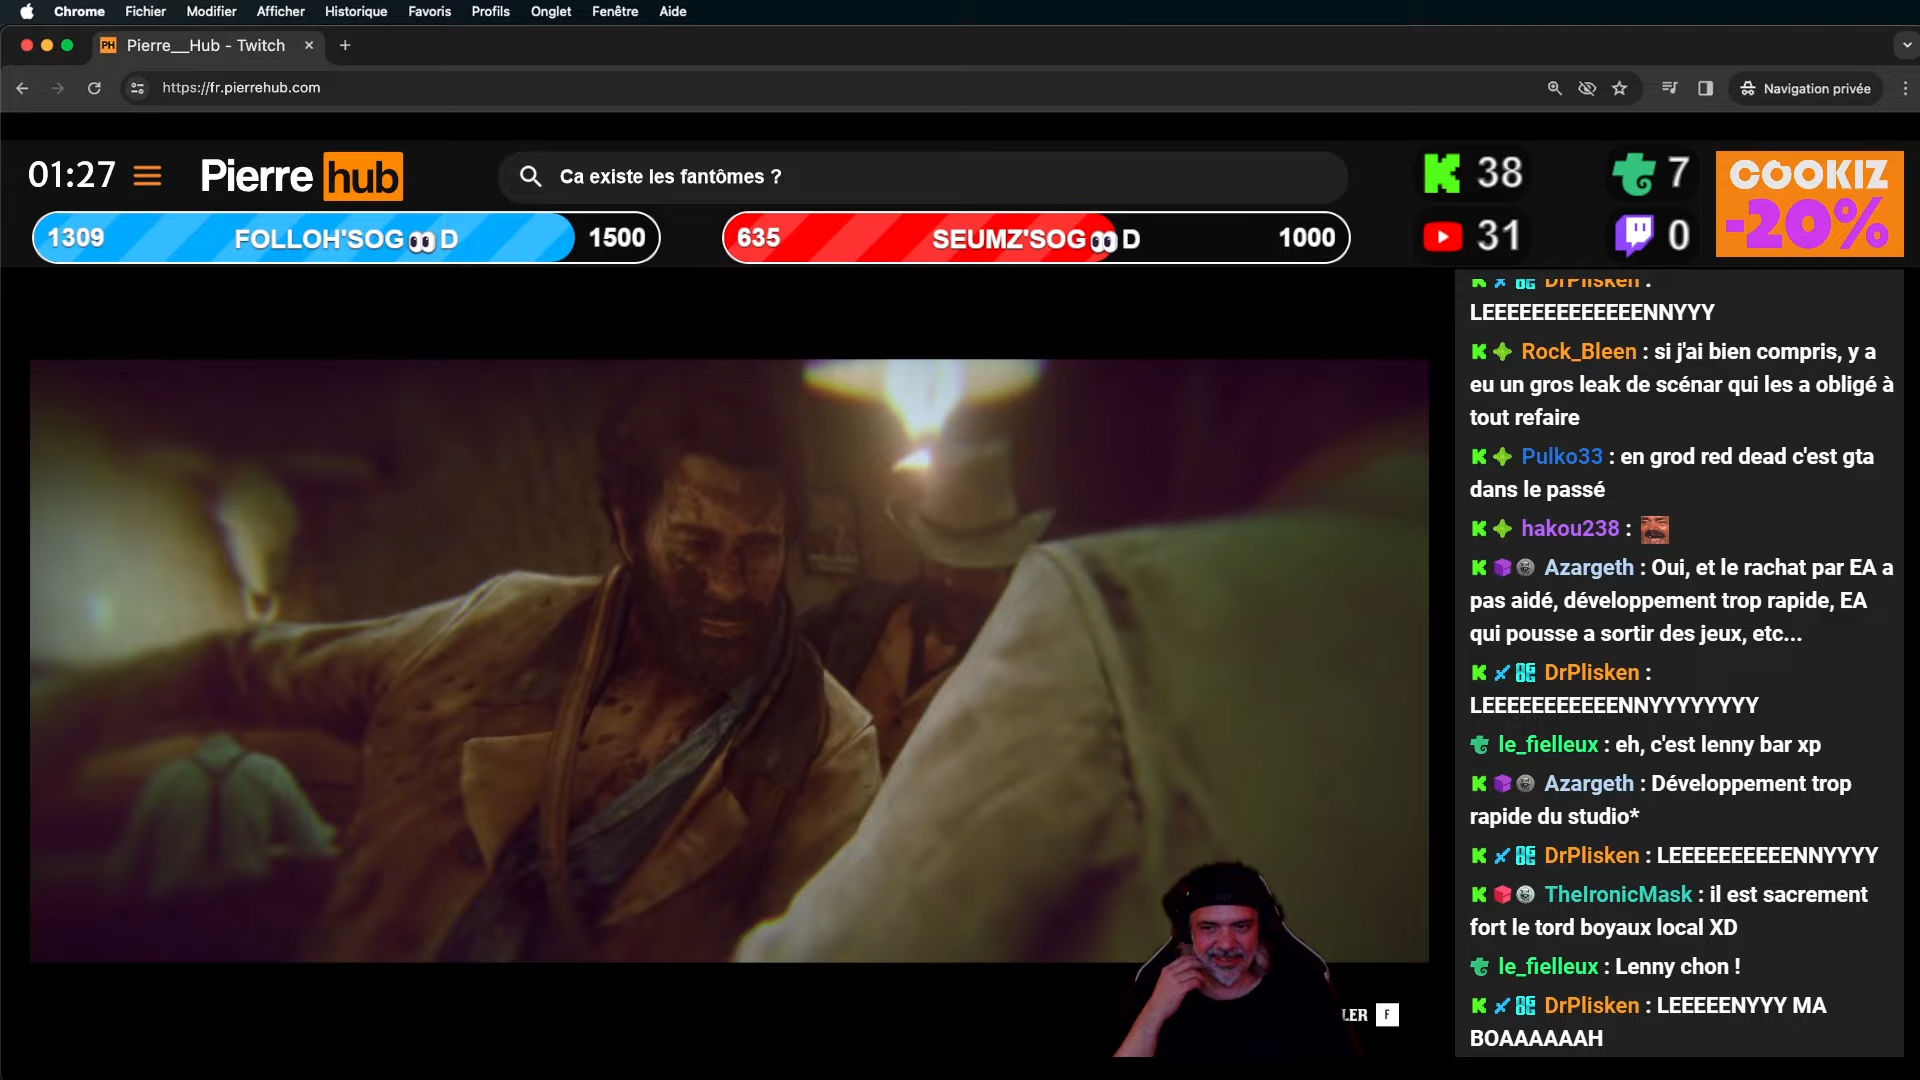 Chrome Fichier Modifier Afficher Historique Favoris Profils Onglet Fenêtre Aide
PH Pierre__Hub - Twitch
https://fr.pierrehub.com
Navigation privée
01:27
Pierre hub
Ca existe les fantômes ?
38
7
31
0
COOKIZ
-20%
1309 FOLLOH'SOG👀D 1500
635 SEUMZ'SOG👀D 1000
DrPlisken :
LEEEEEEEEEEEEENNYYY
Rock_Bleen : si j'ai bien compris, y a
eu un gros leak de scénar qui les a obligé à
tout refaire
Pulko33 : en grod red dead c'est gta
dans le passé
hakou238 :
Azargeth : Oui, et le rachat par EA a
pas aidé, développement trop rapide, EA
qui pousse a sortir des jeux, etc...
DrPlisken :
LEEEEEEEEEEENNYYYYYYYY
le_fielleux : eh, c'est lenny bar xp
Azargeth : Développement trop
rapide du studio*
DrPlisken : LEEEEEEEEEENNYYYY
TheIronicMask : il est sacrement
fort le tord boyaux local XD
le_fielleux : Lenny chon !
DrPlisken : LEEEEENYYY MA
BOAAAAAAH
LER F